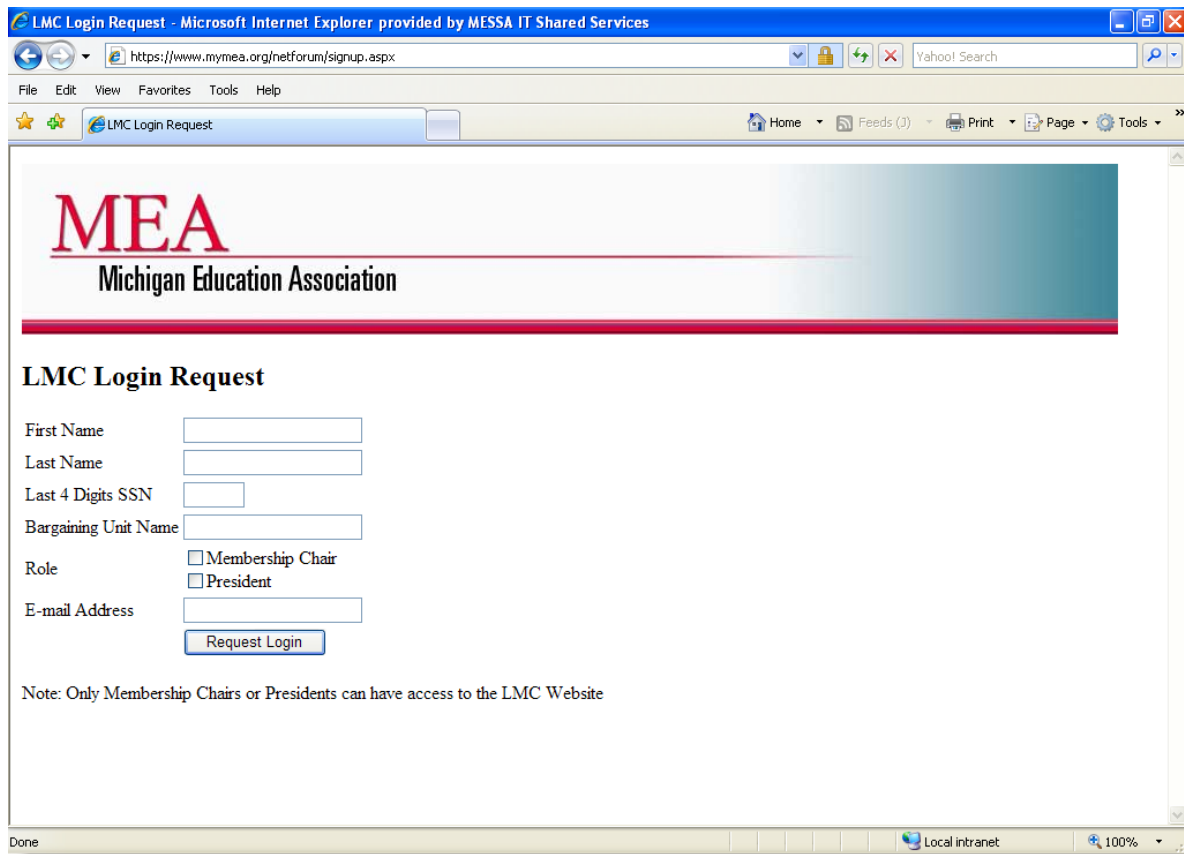 LMC Login Request - Microsoft Internet Explorer provided by MESSA IT Shared Services
https://www.mymea.org/netforum/signup.aspx
Yahoo! Search
File Edit View Favorites Tools Help
LMC Login Request
Home Feeds (J) Print Page Tools »
MEA
Michigan Education Association
LMC Login Request
First Name
Last Name
Last 4 Digits SSN
Bargaining Unit Name
Role
Membership Chair
President
E-mail Address
Request Login
Note: Only Membership Chairs or Presidents can have access to the LMC Website
Done Local intranet 100%